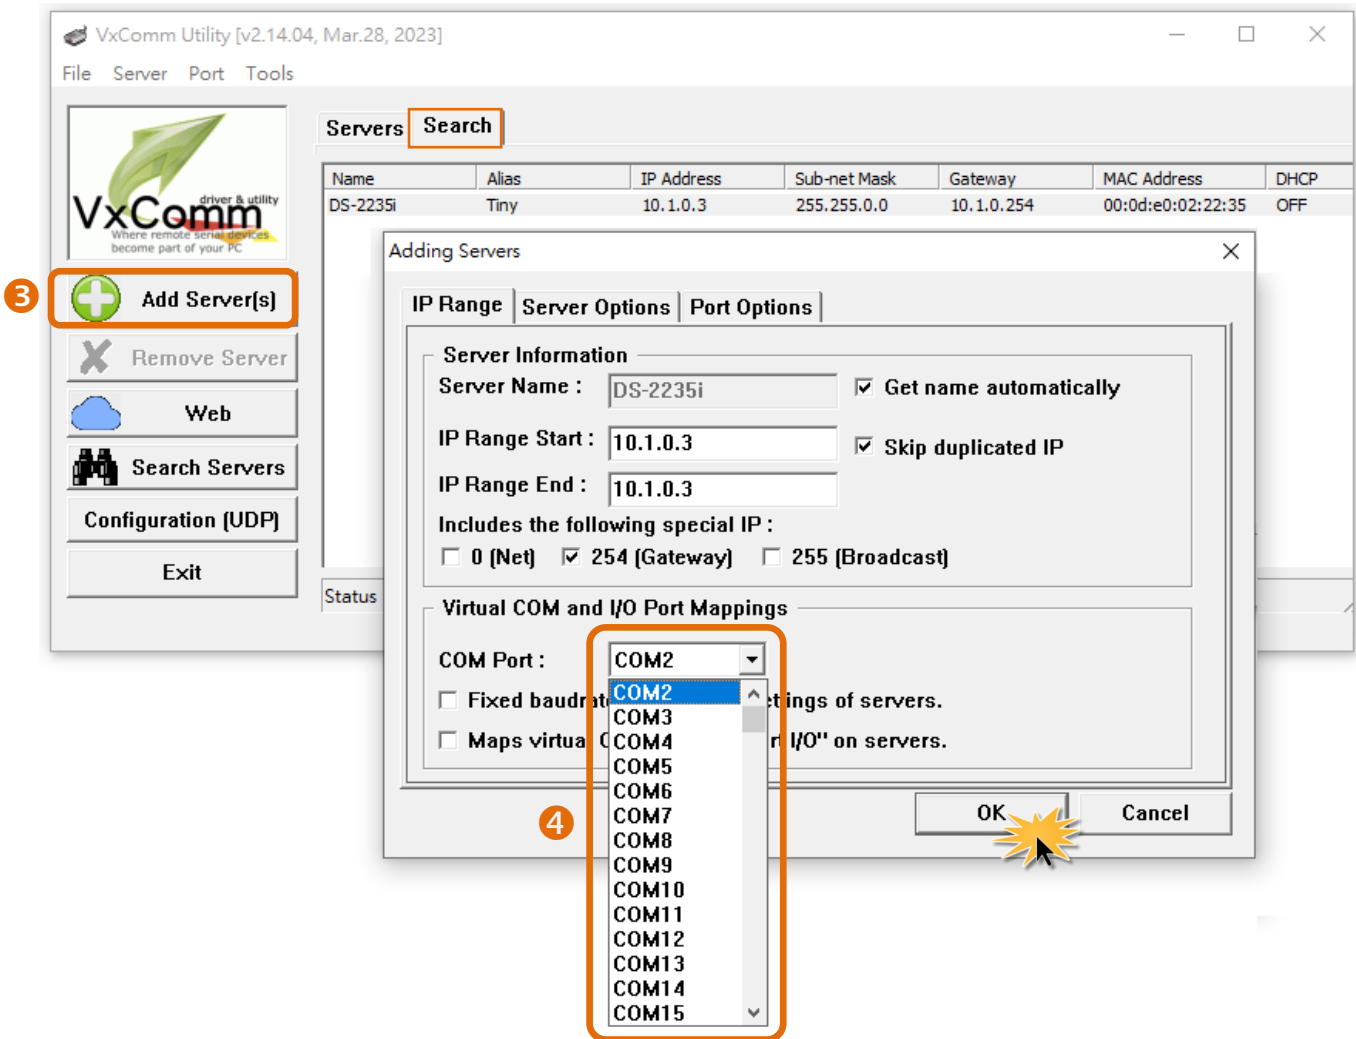 VxComm Utility [v2.14.04, Mar.28, 2023]
File Server Port Tools
driver & utility
VxComm
Where remote serial devices
become part of your PC
Servers Search
Name Alias IP Address Sub-net Mask Gateway MAC Address DHCP
DS-2235i Tiny 10.1.0.3 255.255.0.0 10.1.0.254 00:0d:e0:02:22:35 OFF
3
Add Server(s)
Remove Server
Web
Search Servers
Configuration (UDP)
Exit
Status
Adding Servers
IP Range Server Options Port Options
Server Information
Server Name : DS-2235i Get name automatically
IP Range Start : 10.1.0.3 Skip duplicated IP
IP Range End : 10.1.0.3
Includes the following special IP :
0 (Net) 254 (Gateway) 255 (Broadcast)
Virtual COM and I/O Port Mappings
COM Port : COM2
Fixed baudrat ttings of servers.
Maps virtual I/O" on servers.
4
COM2
COM3
COM4
COM5
COM6
COM7
COM8
COM9
COM10
COM11
COM12
COM13
COM14
COM15
OK Cancel